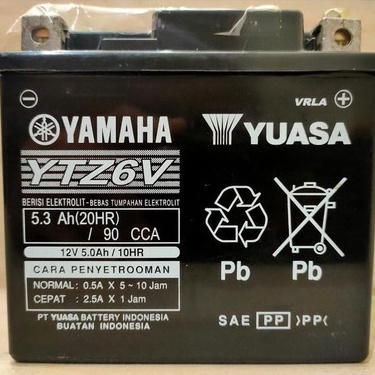 VRLA
YAMAHA
YUASA
YTZ6V
BERISI ELEKTROLIT-BEBAS TUMPAHAN ELEKTROLIT
5.3 Ah(20HR)
/ 90 CCA
12V 5.0Ah / 10HR
CARA PENYETROOMAN
NORMAL: 0.5A X 5 ~ 10 Jam
CEPAT : 2.5A X 1 Jam
PT YUASA BATTERY INDONESIA
BUATAN INDONESIA
Pb Pb
SAE PP >PP<